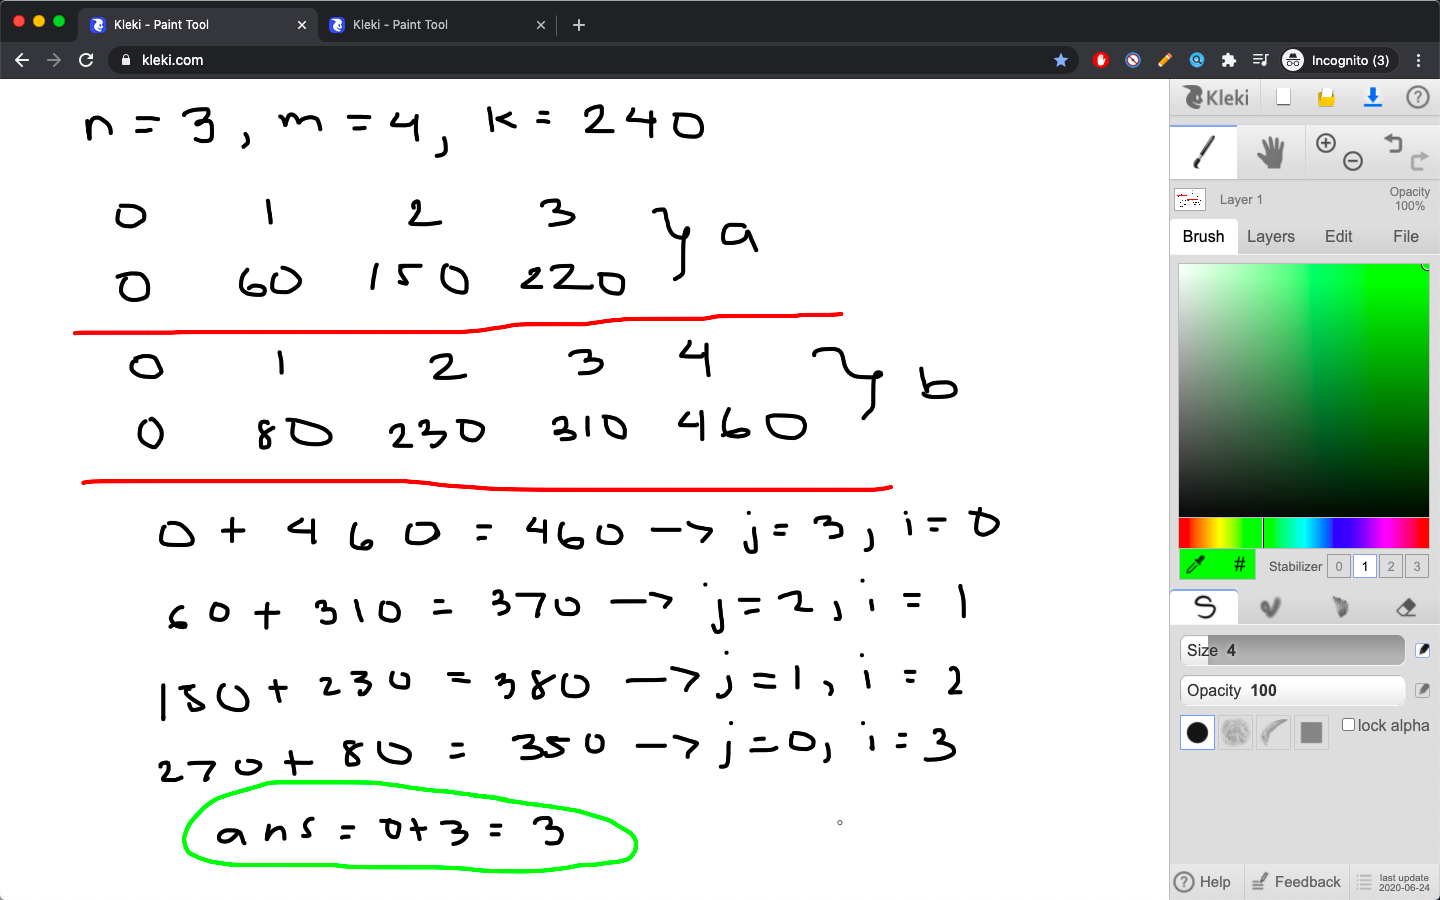 Kleki - Paint Tool
Kleki - Paint Tool
kleki.com
Incognito (3)
n = 3, m = 4, k = 240
0 1 2 3
0 60 150 220
a
0 1 2 3 4
0 80 230 310 460
b
0 + 460 = 460 → j = 3, i = 0
60 + 310 = 370 → j = 2, i = 1
150 + 230 = 380 → j = 1, i = 2
270 + 80 = 350 → j = 0, i = 3
ans = 0 + 3 = 3
Kleki
Layer 1
Opacity
100%
Brush Layers Edit File
# Stabilizer 0 1 2 3
Size 4
Opacity 100
lock alpha
Help Feedback last update
2020-06-24